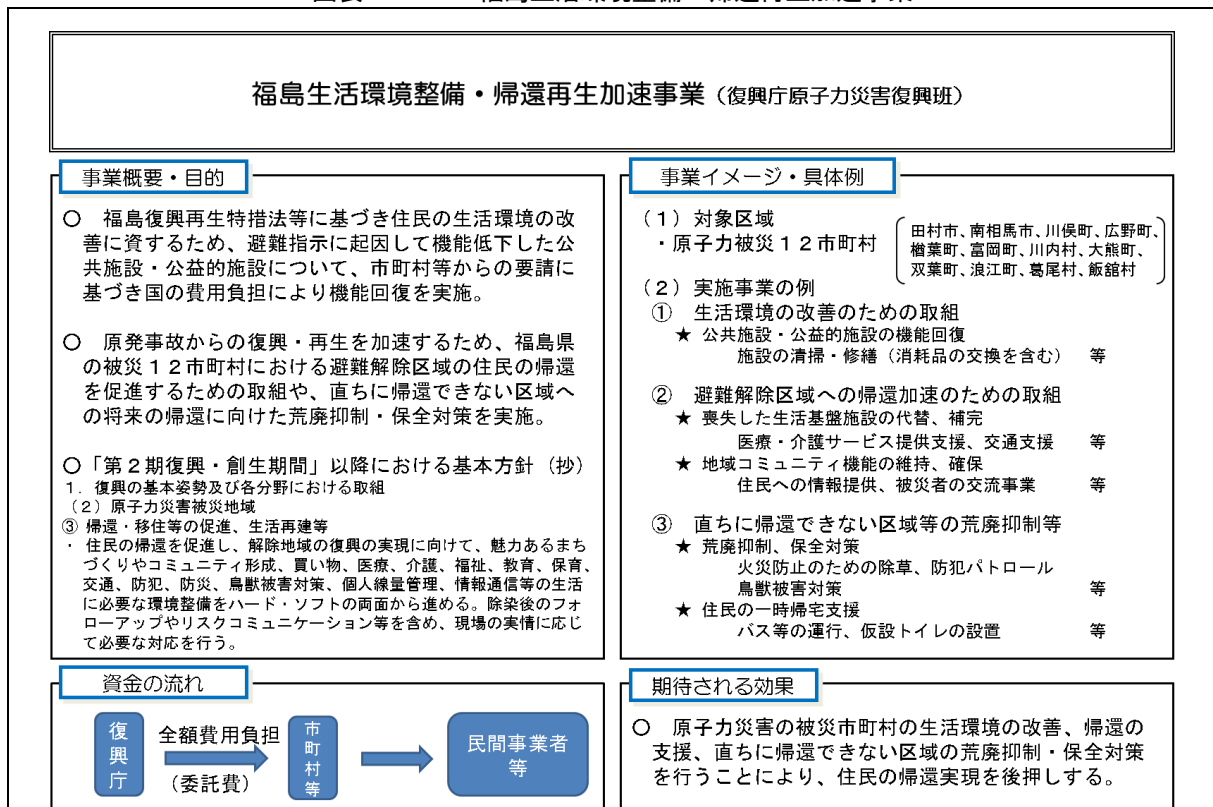 福島生活環境整備・帰還再生加速事業（復興庁原子力災害復興班）
事業概要・目的
〇　福島復興再生特措法等に基づき住民の生活環境の改
善に資するため、避難指示に起因して機能低下した公
共施設・公益的施設について、市町村等からの要請に
基づき国の費用負担により機能回復を実施。
〇　原発事故からの復興・再生を加速するため、福島県
の被災１２市町村における避難解除区域の住民の帰還
を促進するための取組や、直ちに帰還できない区域へ
の将来の帰還に向けた荒廃抑制・保全対策を実施。
〇「第２期復興・創生期間」以降における基本方針（抄）
１．復興の基本姿勢及び各分野における取組
（２）原子力災害被災地域
③ 帰還・移住等の促進、生活再建等
・ 住民の帰還を促進し、解除地域の復興の実現に向けて、魅力あるまち
づくりやコミュニティ形成、買い物、医療、介護、福祉、教育、保育、
交通、防犯、防災、鳥獣被害対策、個人線量管理、情報通信等の生活
に必要な環境整備をハード・ソフトの両面から進める。除染後のフォ
ローアップやリスクコミュニケーション等を含め、現場の実情に応じ
て必要な対応を行う。
事業イメージ・具体例
（１）対象区域
・原子力被災１２市町村
田村市、南相馬市、川俣町、広野町、
楢葉町、富岡町、川内村、大熊町、
双葉町、浪江町、葛尾村、飯舘村
（２）実施事業の例
①　生活環境の改善のための取組
★ 公共施設・公益的施設の機能回復
施設の清掃・修繕（消耗品の交換を含む）　等
②　避難解除区域への帰還加速のための取組
★ 喪失した生活基盤施設の代替、補完
医療・介護サービス提供支援、交通支援　等
★ 地域コミュニティ機能の維持、確保
住民への情報提供、被災者の交流事業　等
③　直ちに帰還できない区域等の荒廃抑制等
★ 荒廃抑制、保全対策
火災防止のための除草、防犯パトロール
鳥獣被害対策　等
★ 住民の一時帰宅支援
バス等の運行、仮設トイレの設置　等
資金の流れ
復興庁
全額費用負担
（委託費）
市町村等
民間事業者
等
期待される効果
〇　原子力災害の被災市町村の生活環境の改善、帰還の
支援、直ちに帰還できない区域の荒廃抑制・保全対策
を行うことにより、住民の帰還実現を後押しする。